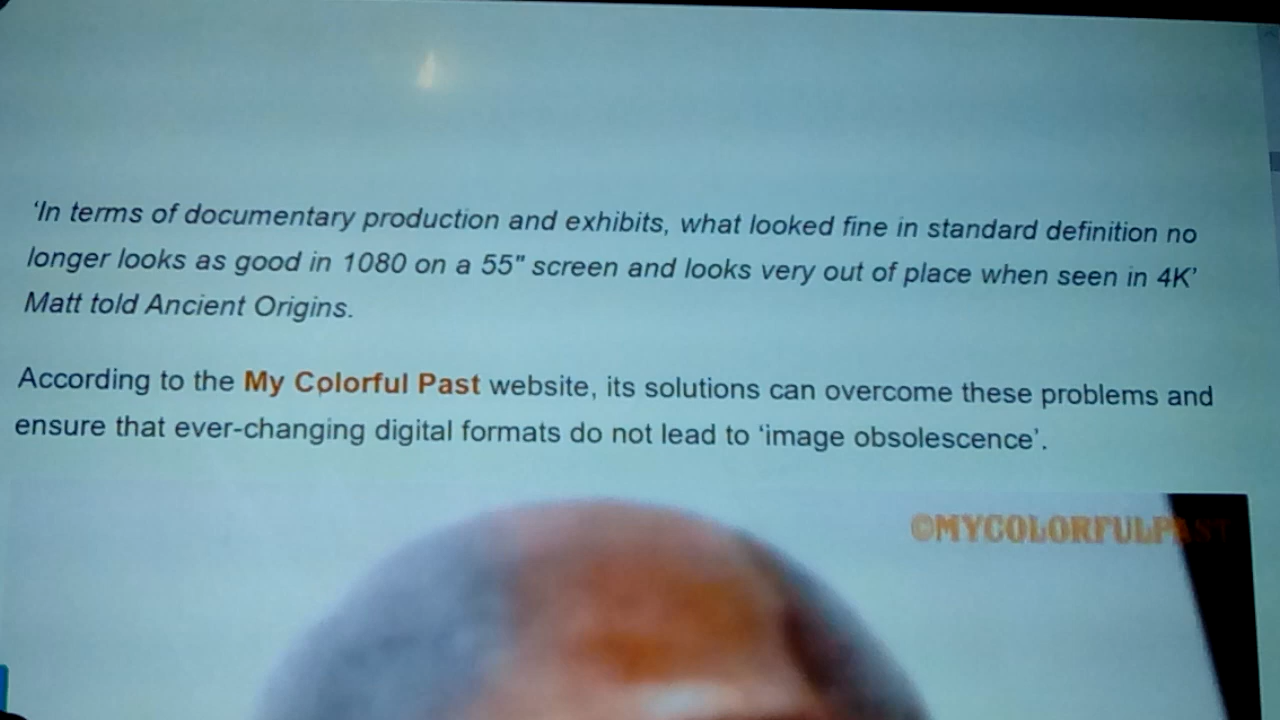 ‘In terms of documentary production and exhibits, what looked fine in standard definition no
longer looks as good in 1080 on a 55" screen and looks very out of place when seen in 4K’
Matt told Ancient Origins.
According to the My Colorful Past website, its solutions can overcome these problems and
ensure that ever-changing digital formats do not lead to ‘image obsolescence’.
©MYCOLORFULPAST